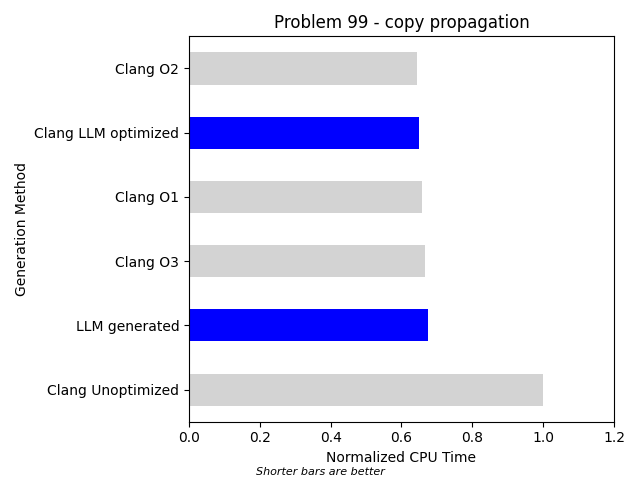 Problem 99 - copy propagation
Clang O2
Clang LLM optimized
Clang O1
Clang O3
LLM generated
Clang Unoptimized
Generation Method
0.0 0.2 0.4 0.6 0.8 1.0 1.2
Normalized CPU Time
Shorter bars are better